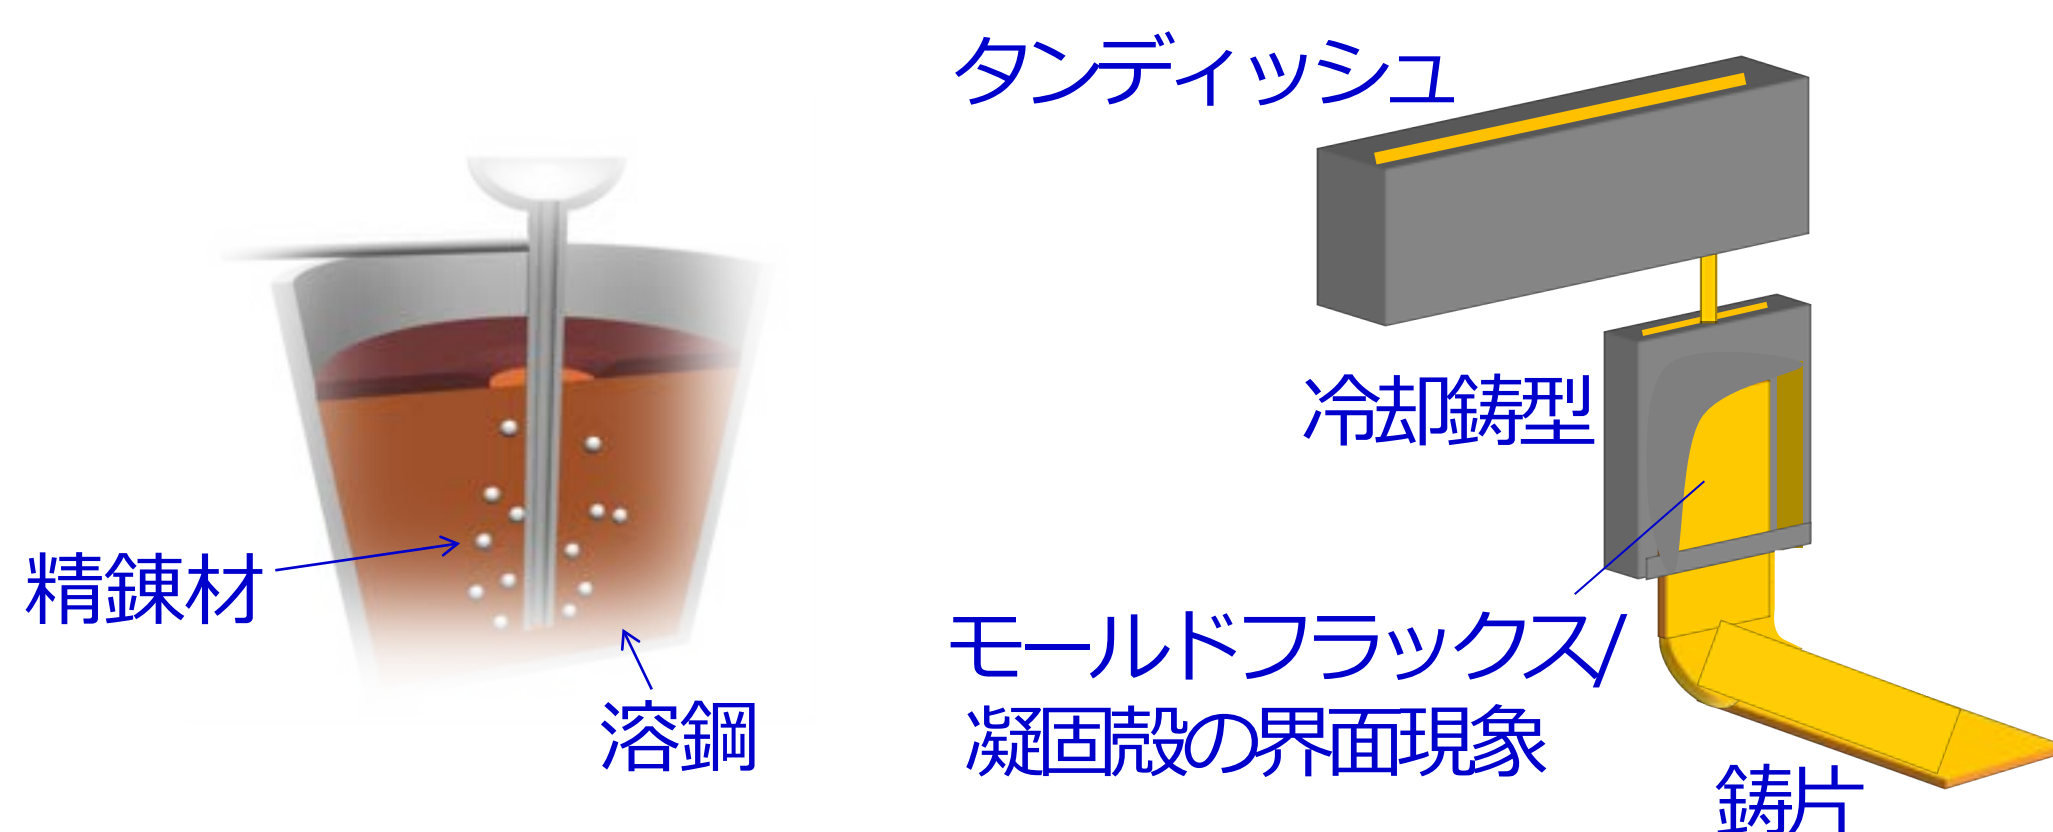 タンディッシュ
冷却鋳型
精錬材
モールドフラックス/
凝固殻の界面現象
溶鋼
鋳片